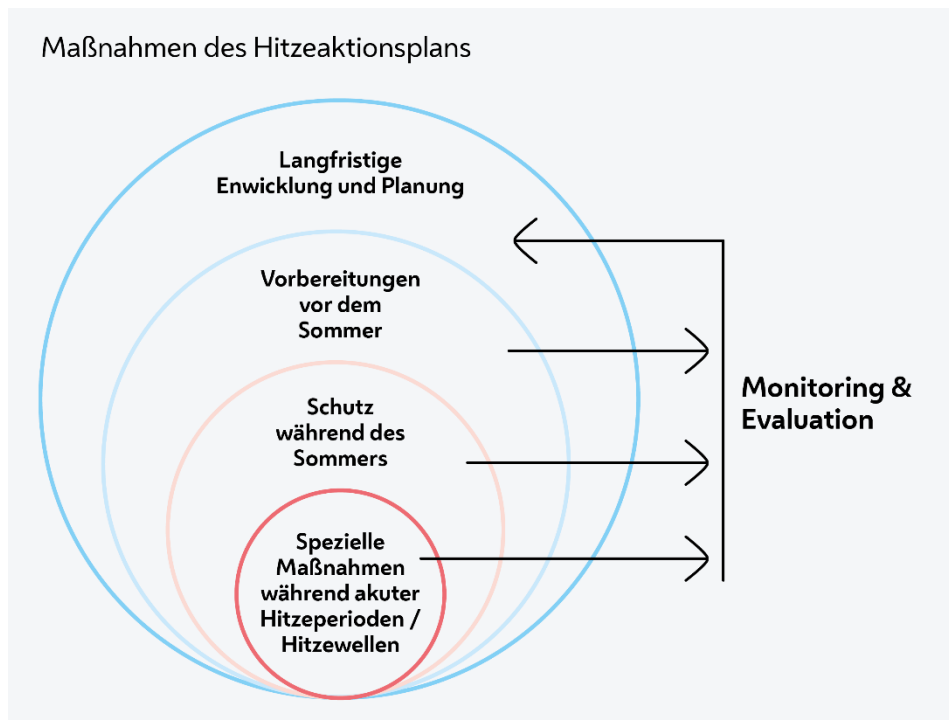 Maßnahmen des Hitzeaktionsplans
Langfristige
Enwicklung und Planung
Vorbereitungen
vor dem
Sommer
Schutz
während des
Sommers
Spezielle
Maßnahmen
während akuter
Hitzeperioden /
Hitzewellen
Monitoring &
Evaluation